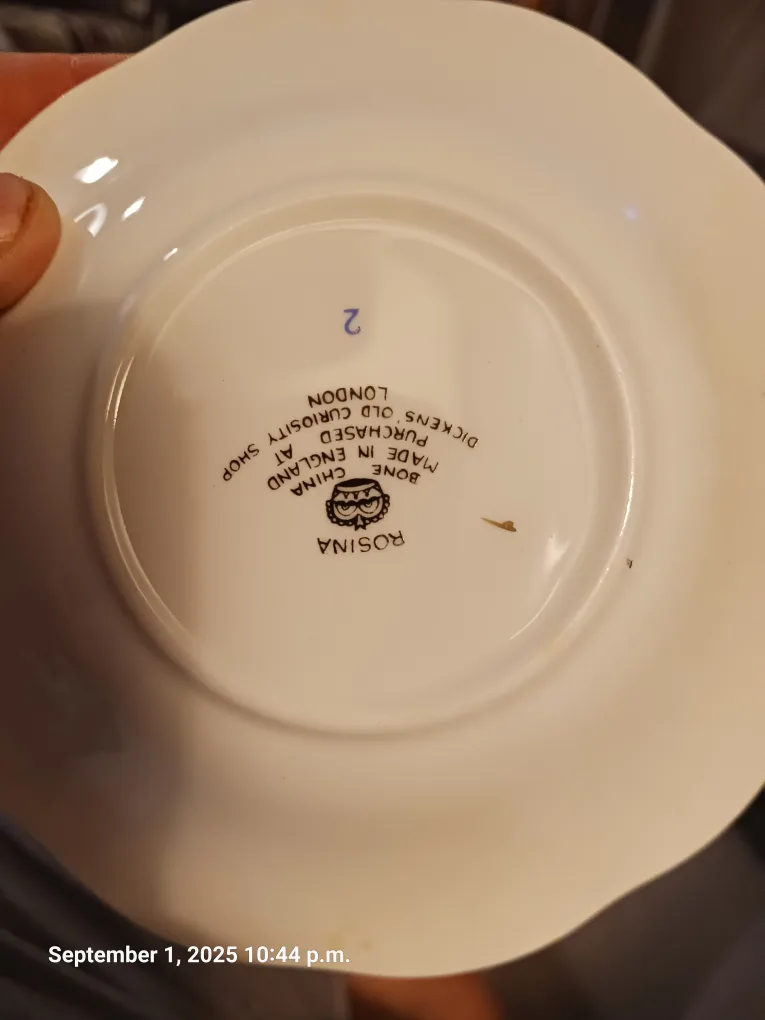 ROSINA
BONE CHINA
MADE IN ENGLAND
PURCHASED AT
DICKENS' OLD CURIOSITY SHOP
LONDON
2
September 1, 2025 10:44 p.m.